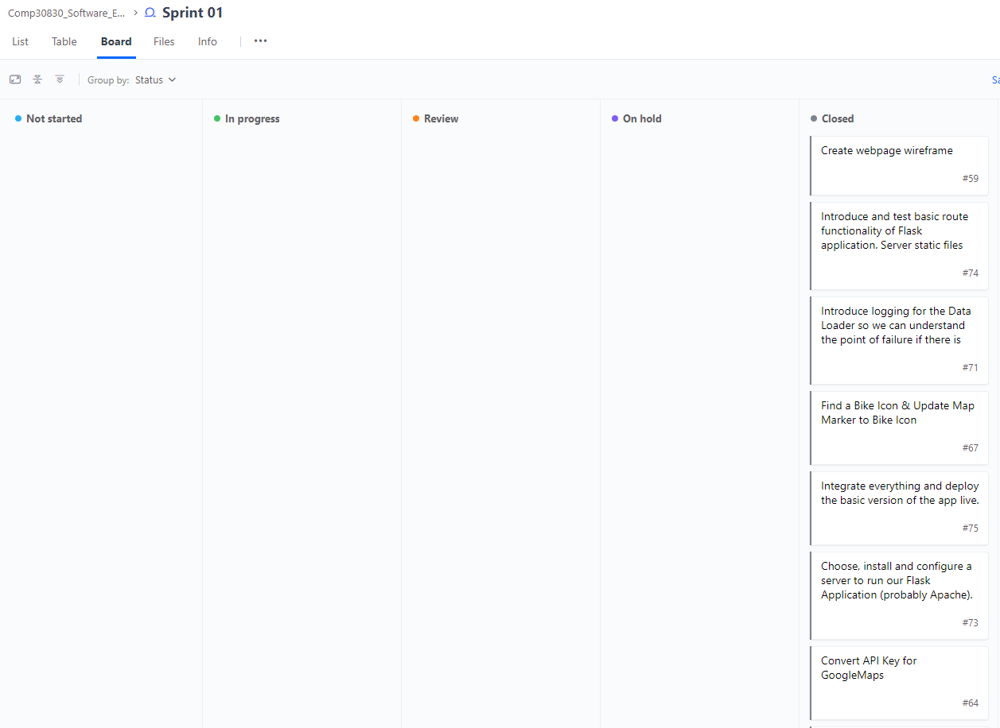 Comp30830_Software_E... > Sprint 01
List Table Board Files Info ...
Group by: Status
Not started In progress Review On hold Closed
Create webpage wireframe
#59
Introduce and test basic route
functionality of Flask
application. Server static files
#74
Introduce logging for the Data
Loader so we can understand
the point of failure if there is
#71
Find a Bike Icon & Update Map
Marker to Bike Icon
#67
Integrate everything and deploy
the basic version of the app live.
#75
Choose, install and configure a
server to run our Flask
Application (probably Apache).
#73
Convert API Key for
GoogleMaps
#64